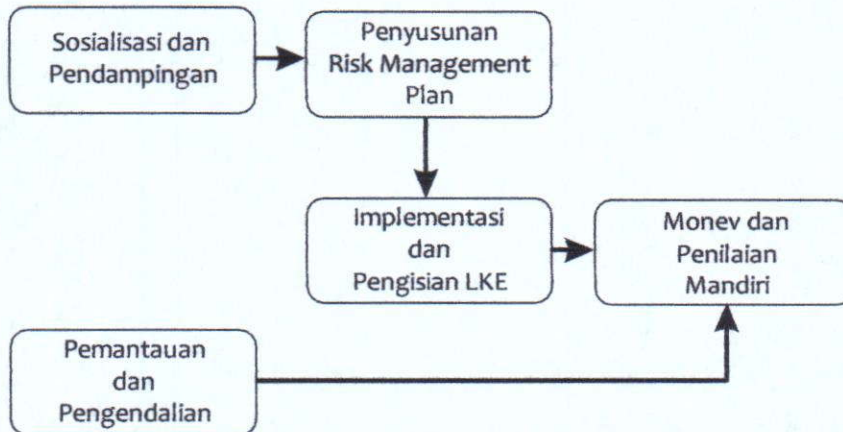 Sosialisasi dan
Pendampingan
Penyusunan
Risk Management
Plan
Implementasi
dan
Pengisian LKE
Monev dan
Penilaian
Mandiri
Pemantauan
dan
Pengendalian